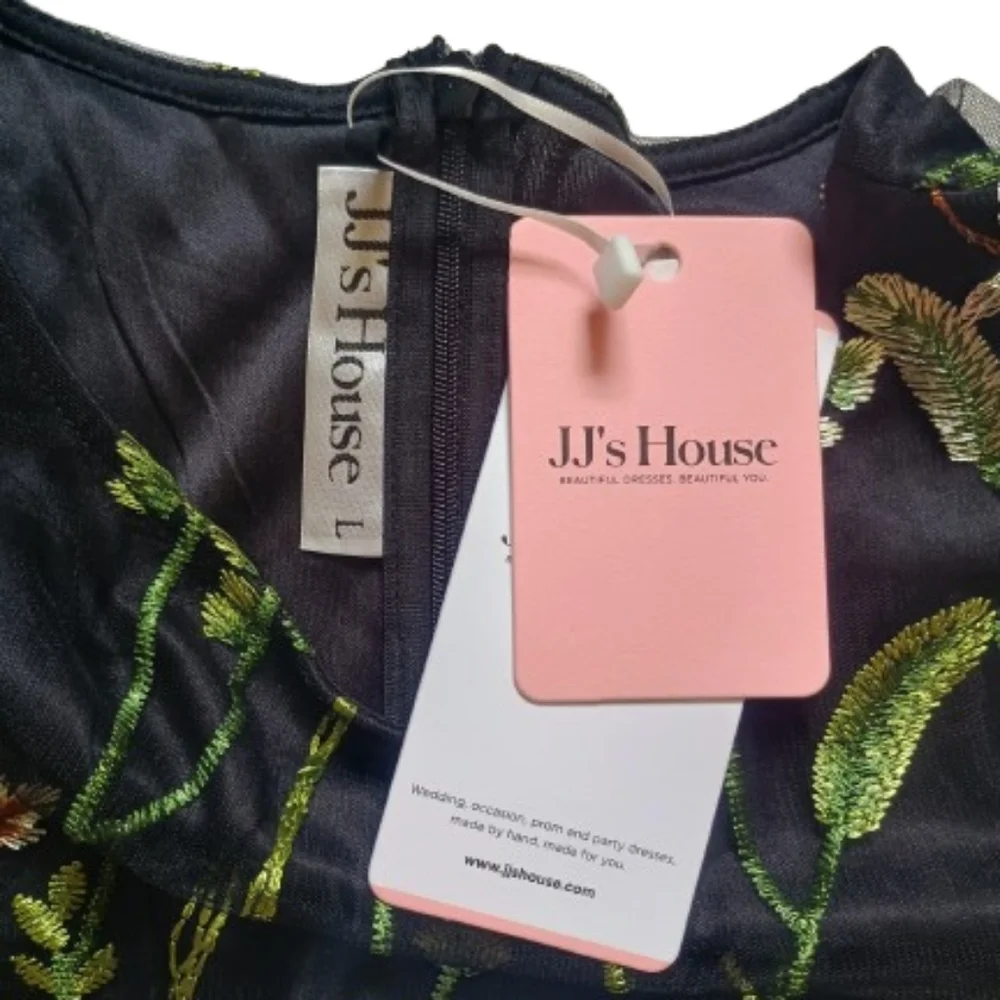 JJ's House L
JJ's House
BEAUTIFUL DRESSES. BEAUTIFUL YOU.
Wedding, occasion, prom and party dresses,
made by hand, made for you.
www.jjshouse.com